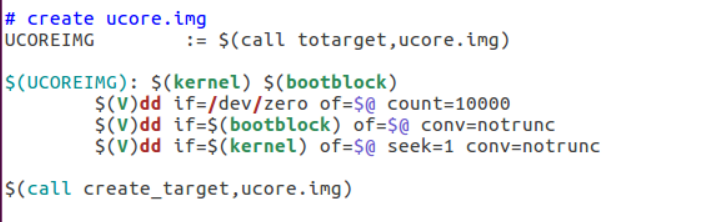 # create ucore.img
UCOREIMG := $(call totarget,ucore.img)
$(UCOREIMG): $(kernel) $(bootblock)
$(V)dd if=/dev/zero of=$@ count=10000
$(V)dd if=$(bootblock) of=$@ conv=notrunc
$(V)dd if=$(kernel) of=$@ seek=1 conv=notrunc
$(call create_target,ucore.img)